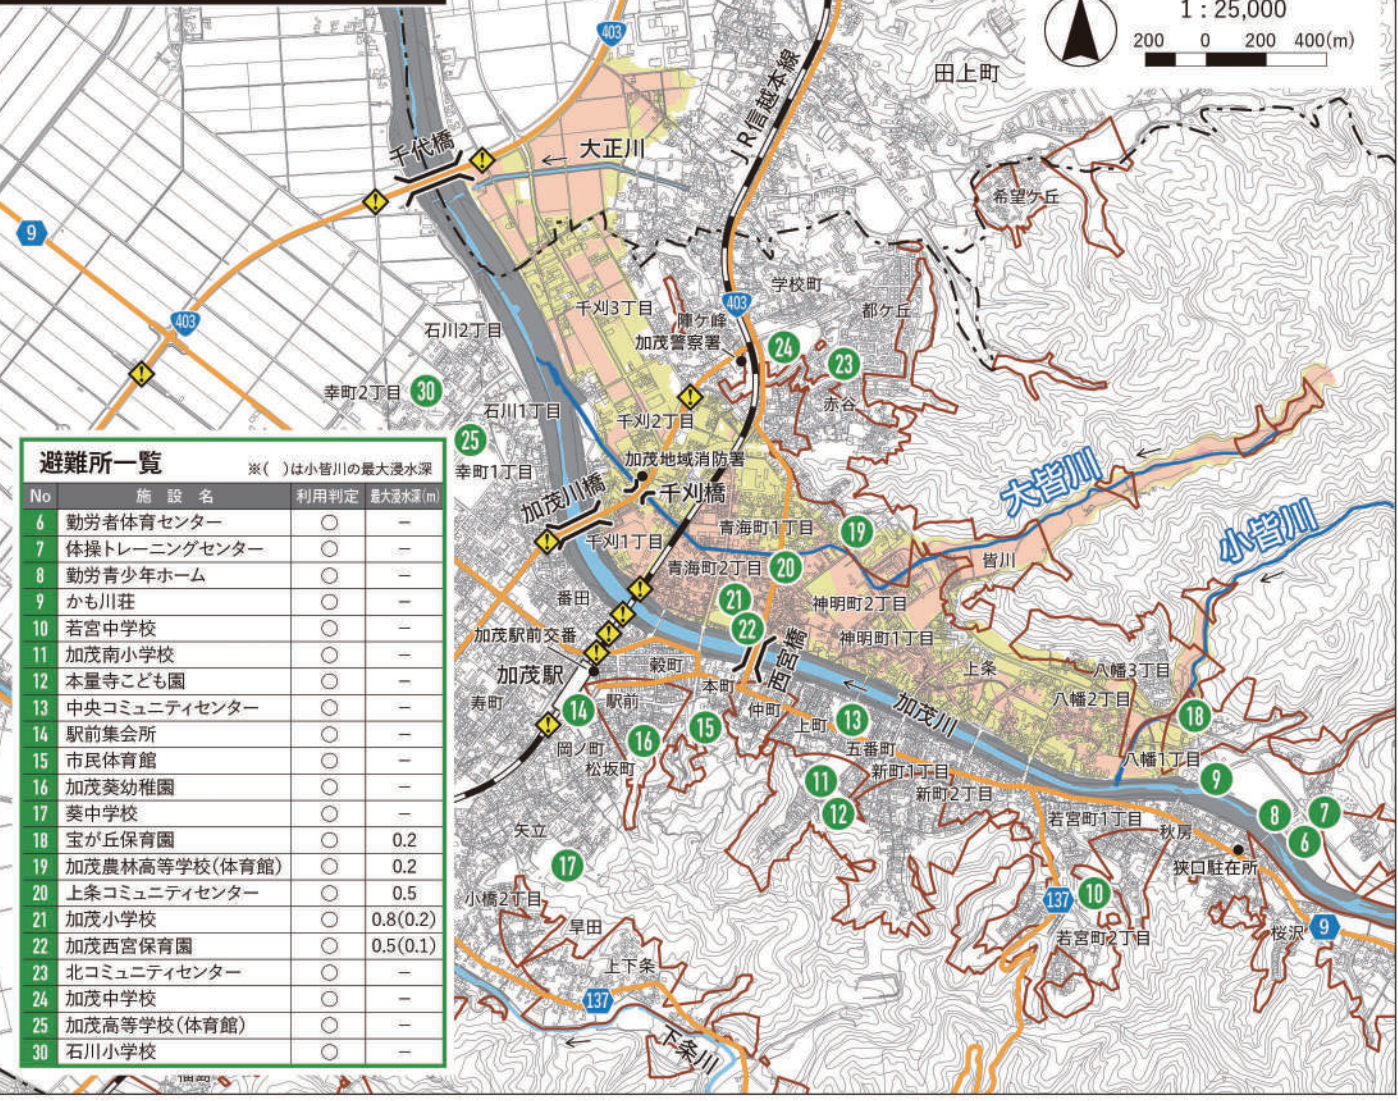 1：25,000
200 0 200 400(m)
403
田上町
JR信越本線
千代橋
大正川
希望ケ丘
9
403
学校町
403
千刈3丁目
陣ケ峰
都ケ丘
石川2丁目
加茂警察署
24
23
幸町2丁目
30
石川1丁目
赤谷
千刈2丁目
25
幸町1丁目
加茂地域消防署
大皆川
加茂川橋
千刈橋
小皆川
千刈1丁目
青海町1丁目
19
皆川
青海町2丁目
20
番田
21
神明町2丁目
22
加茂駅前交番
神明町1丁目
西宮橋
穀町
上条
八幡3丁目
加茂駅
八幡2丁目
本町
寿町
駅前
仲町
加茂川
14
13
18
上町
15
16
岡ノ町
五番町
八幡1丁目
松坂町
新町1丁目
9
11
新町2丁目
12
若宮町1丁目
8
7
矢立
秋房
6
17
狭口駐在所
小橋2丁目
10
137
旱田
若宮町2丁目
桜沢
9
上下条
137
下条川
避難所一覧
※( )は小皆川の最大浸水深
No 施設名 利用判定 最大浸水深(m)
6 勤労者体育センター ○ －
7 体操トレーニングセンター ○ －
8 勤労青少年ホーム ○ －
9 かも川荘 ○ －
10 若宮中学校 ○ －
11 加茂南小学校 ○ －
12 本量寺こども園 ○ －
13 中央コミュニティセンター ○ －
14 駅前集会所 ○ －
15 市民体育館 ○ －
16 加茂葵幼稚園 ○ －
17 葵中学校 ○ －
18 宝が丘保育園 ○ 0.2
19 加茂農林高等学校(体育館) ○ 0.2
20 上条コミュニティセンター ○ 0.5
21 加茂小学校 ○ 0.8(0.2)
22 加茂西宮保育園 ○ 0.5(0.1)
23 北コミュニティセンター ○ －
24 加茂中学校 ○ －
25 加茂高等学校(体育館) ○ －
30 石川小学校 ○ －